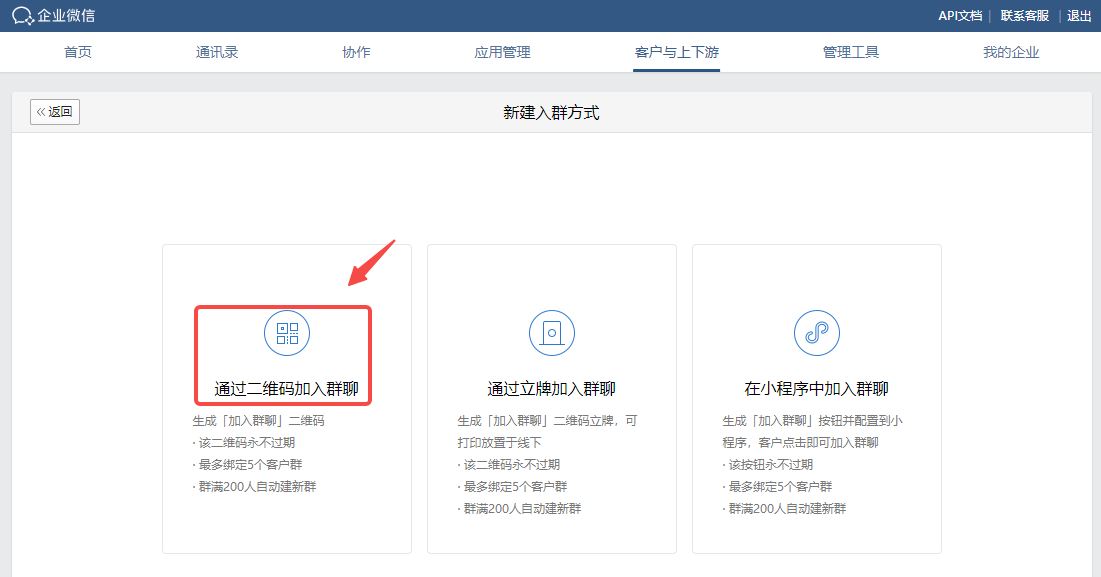 企业微信
API文档 | 联系客服 | 退出
首页 通讯录 协作 应用管理 客户与上下游 管理工具 我的企业
«返回
新建入群方式
通过二维码加入群聊
生成「加入群聊」二维码
· 该二维码永不过期
· 最多绑定5个客户群
· 群满200人自动建新群
通过立牌加入群聊
生成「加入群聊」二维码立牌，可
打印放置于线下
· 该二维码永不过期
· 最多绑定5个客户群
· 群满200人自动建新群
在小程序中加入群聊
生成「加入群聊」按钮并配置到小
程序，客户点击即可加入群聊
· 该按钮永不过期
· 最多绑定5个客户群
· 群满200人自动建新群